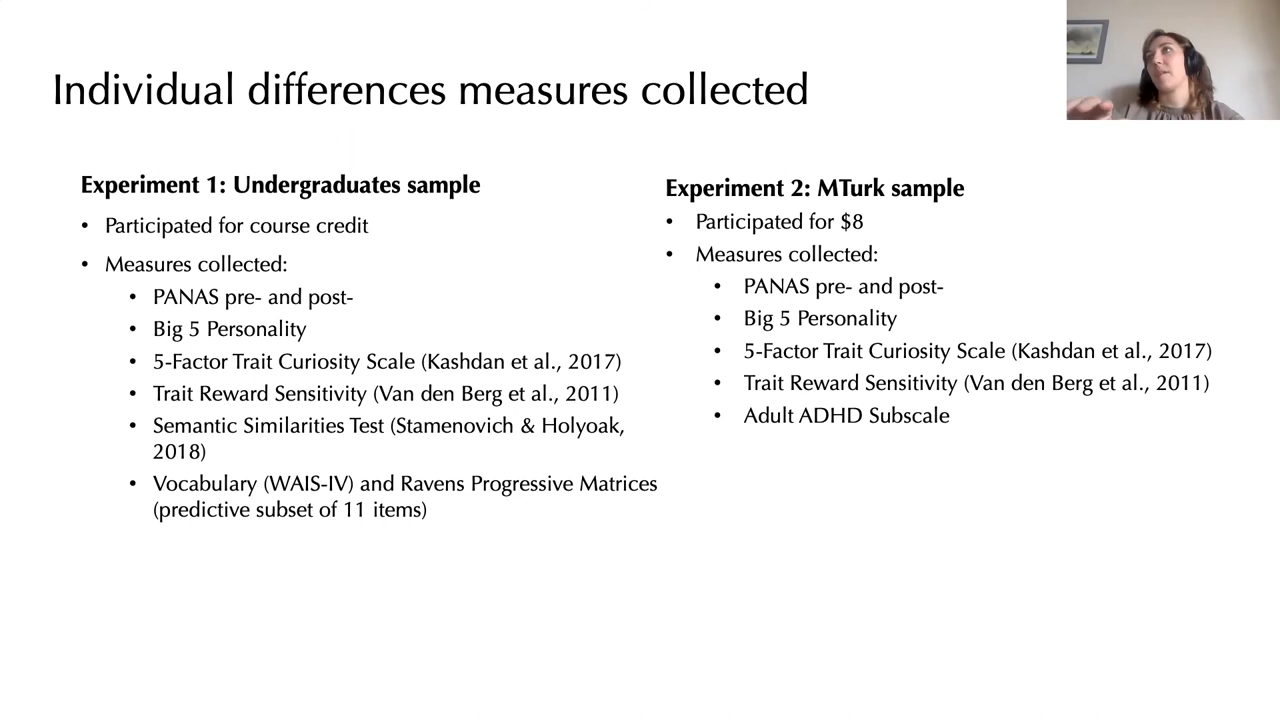 Individual differences measures collected
Experiment 1: Undergraduates sample
• Participated for course credit
• Measures collected:
• PANAS pre- and post-
• Big 5 Personality
• 5-Factor Trait Curiosity Scale (Kashdan et al., 2017)
• Trait Reward Sensitivity (Van den Berg et al., 2011)
• Semantic Similarities Test (Stamenovich & Holyoak,
2018)
• Vocabulary (WAIS-IV) and Ravens Progressive Matrices
(predictive subset of 11 items)
Experiment 2: MTurk sample
• Participated for $8
• Measures collected:
• PANAS pre- and post-
• Big 5 Personality
• 5-Factor Trait Curiosity Scale (Kashdan et al., 2017)
• Trait Reward Sensitivity (Van den Berg et al., 2011)
• Adult ADHD Subscale